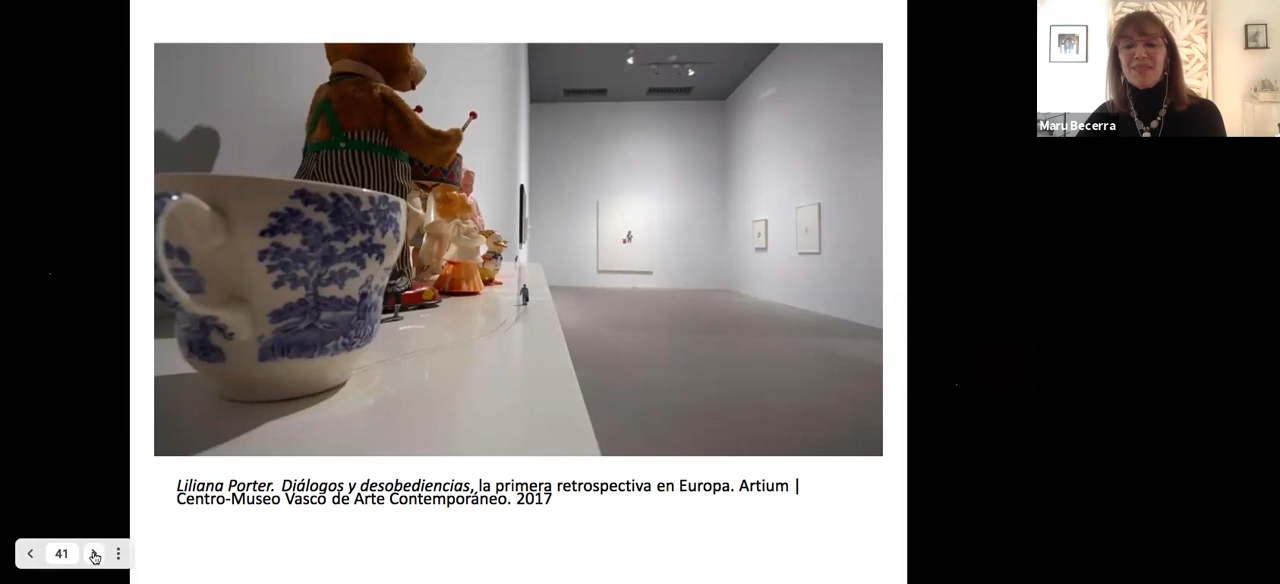 Maru Becerra
Liliana Porter. Diálogos y desobediencias, la primera retrospectiva en Europa. Artium |
Centro-Museo Vasco de Arte Contemporáneo. 2017
41